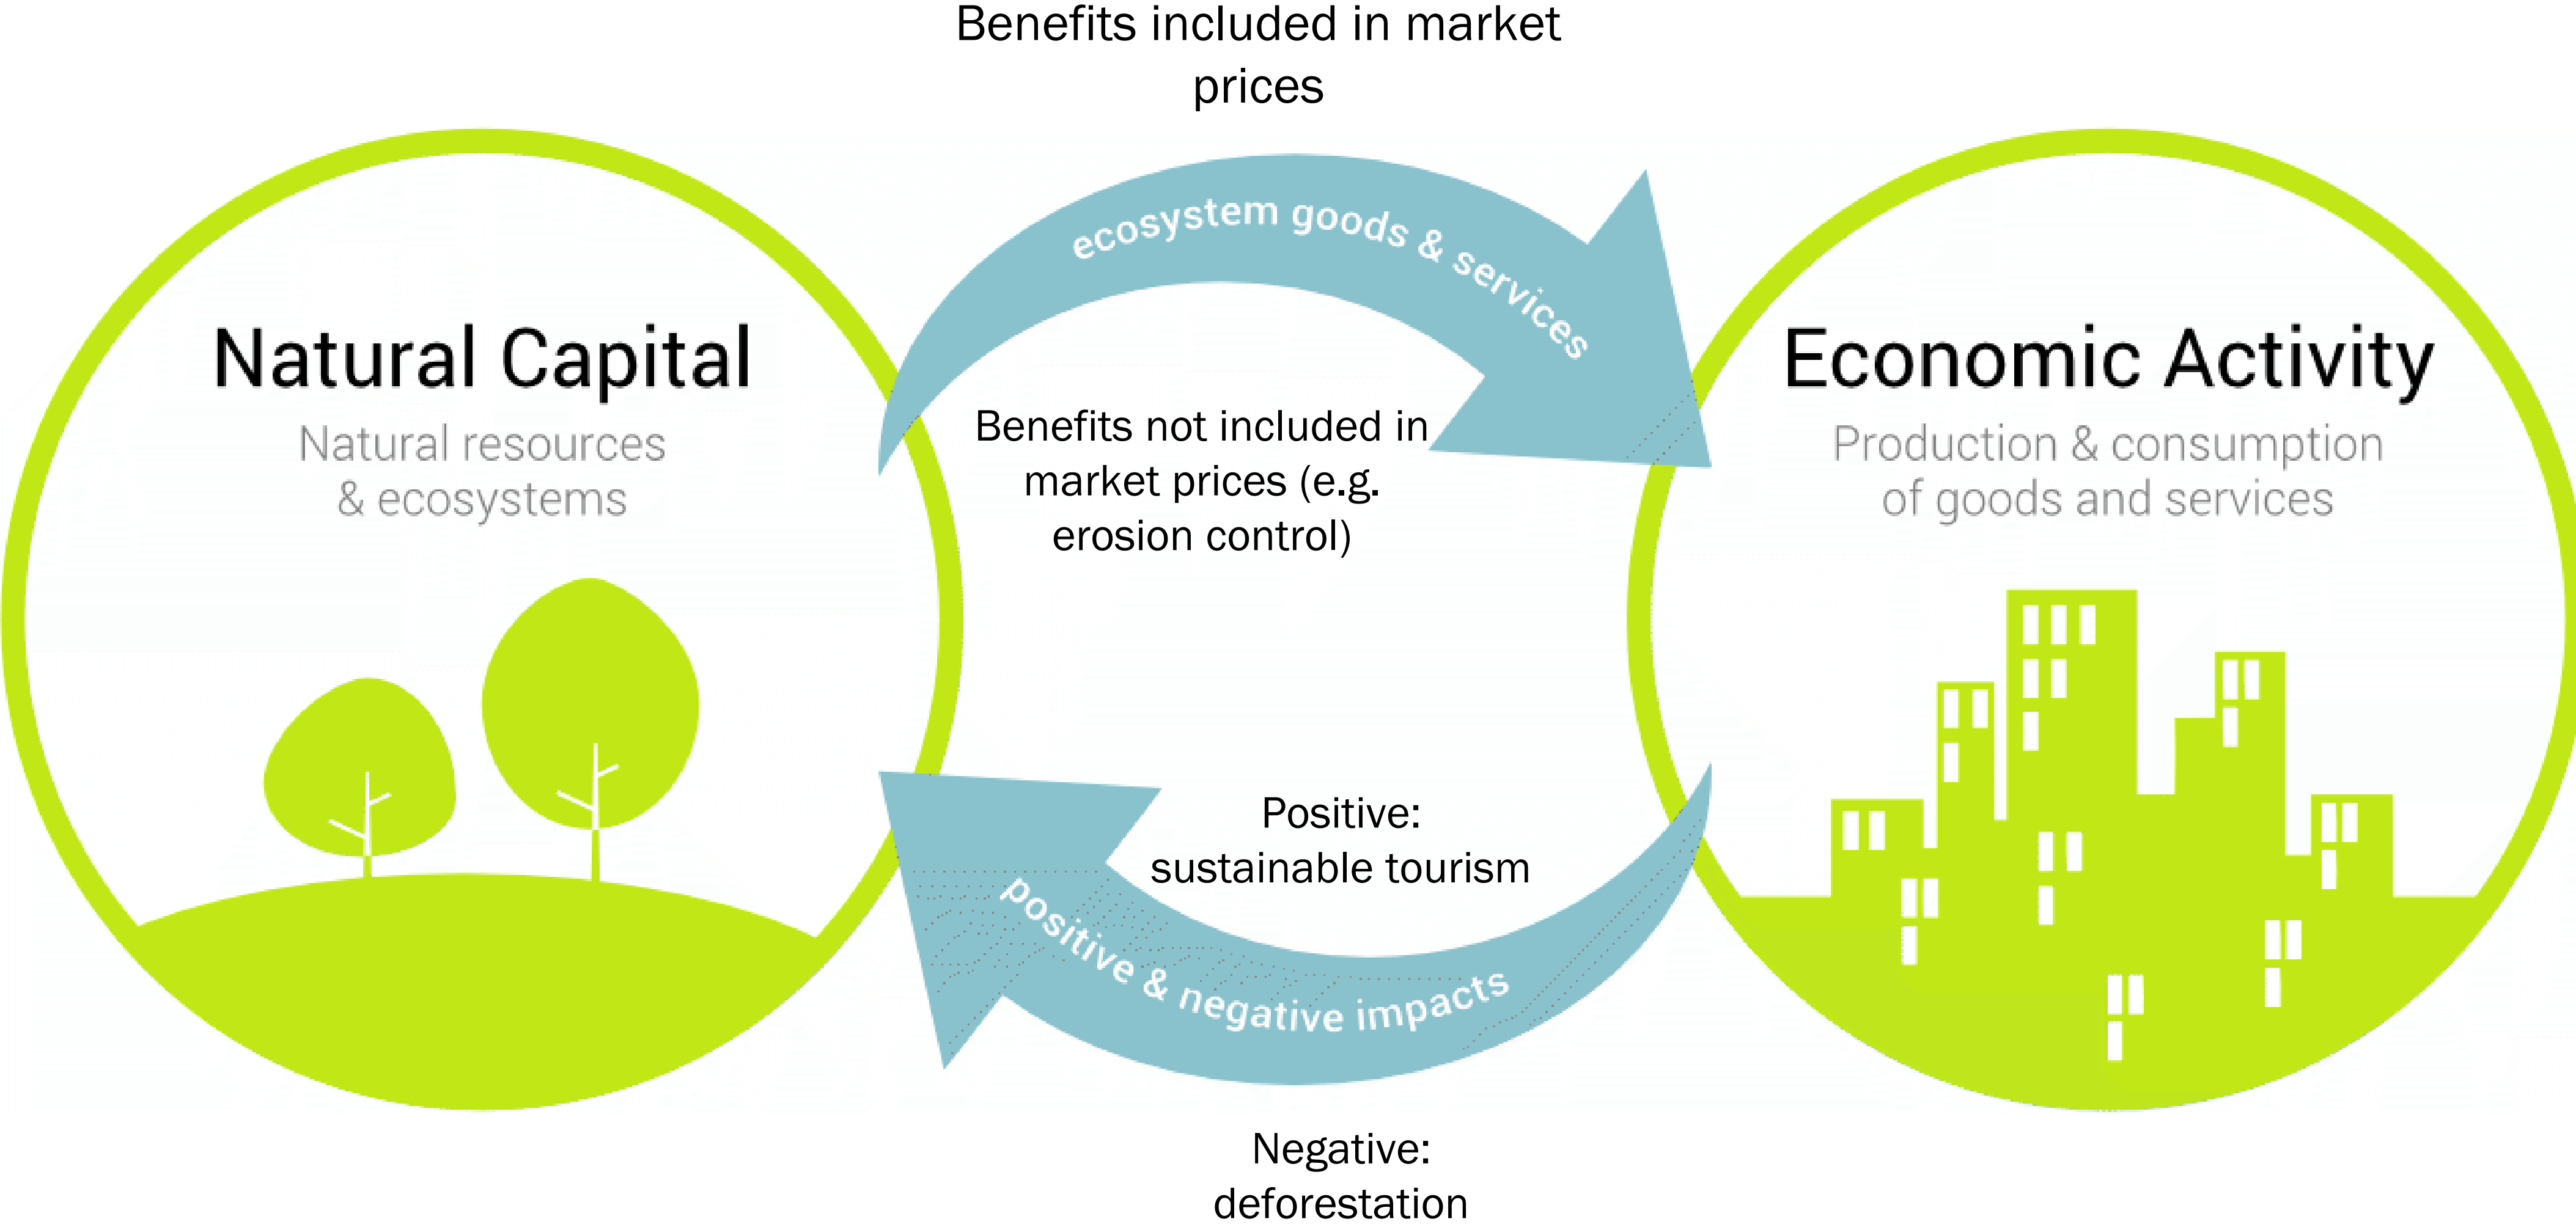 Benefits included in market
prices
ecosystem goods & services
Natural Capital
Natural resources
& ecosystems
Benefits not included in
market prices (e.g.
erosion control)
Economic Activity
Production & consumption
of goods and services
Positive:
sustainable tourism
positive & negative impacts
Negative:
deforestation